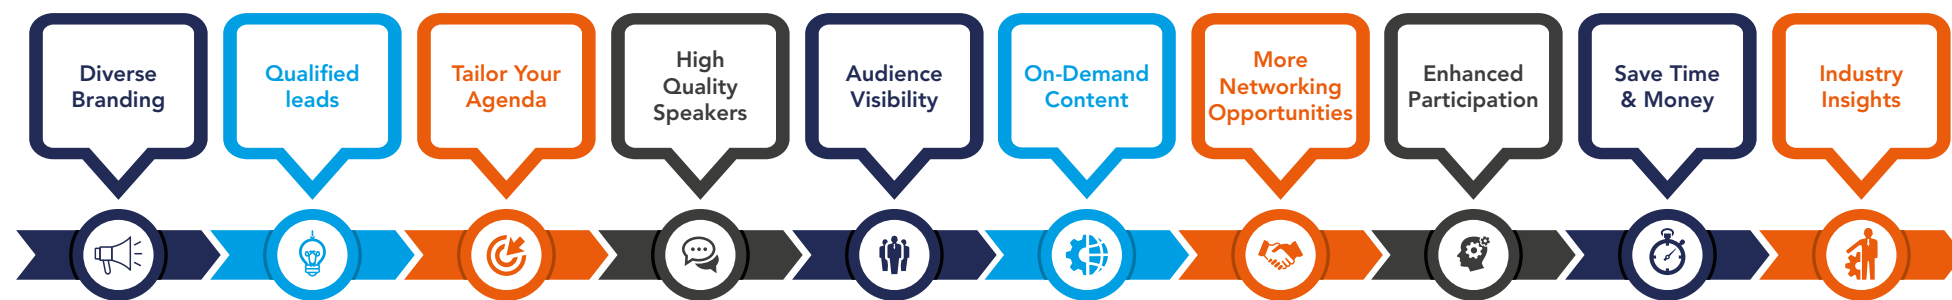 Diverse
Branding
Qualified
leads
Tailor Your
Agenda
High
Quality
Speakers
Audience
Visibility
On-Demand
Content
More
Networking
Opportunities
Enhanced
Participation
Save Time
& Money
Industry
Insights